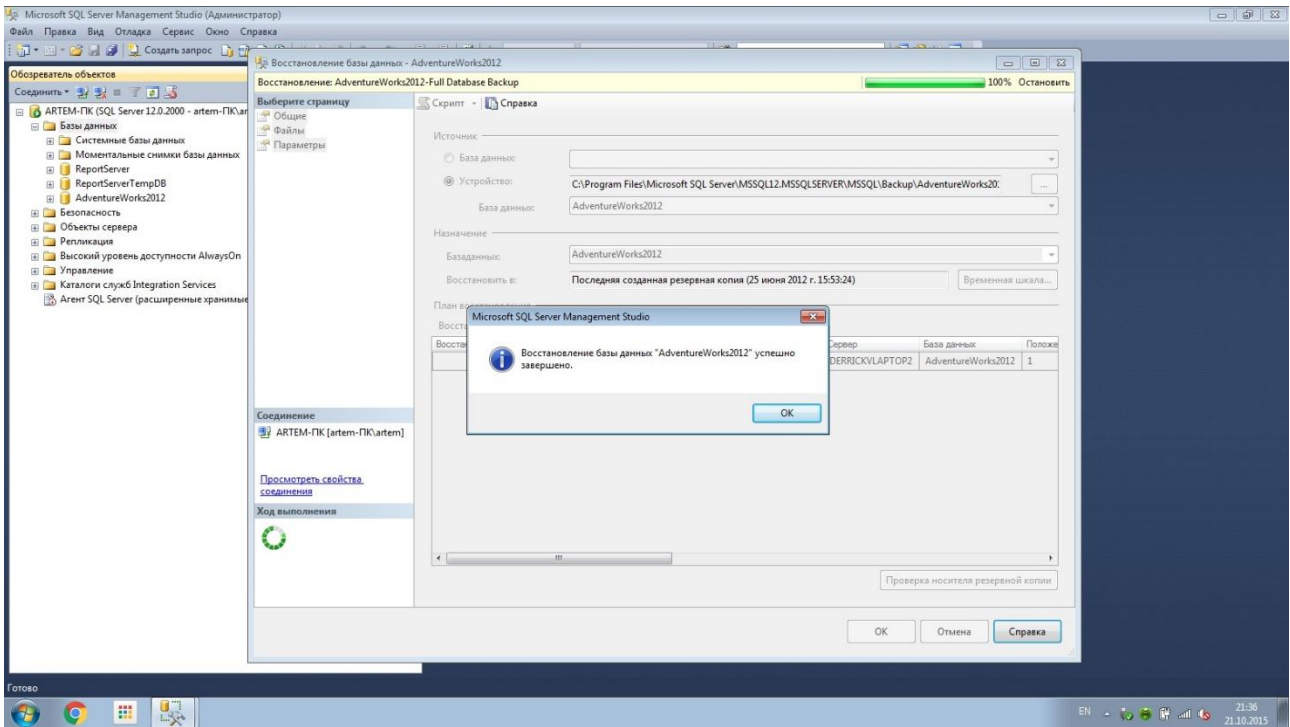 Microsoft SQL Server Management Studio (Администратор)
Файл Правка Вид Отладка Сервис Окно Справка
Создать запрос
Обозреватель объектов
Соединить
ARTEM-ПК (SQL Server 12.0.2000 - artem-ПК\ar
Базы данных
Системные базы данных
Моментальные снимки базы данных
ReportServer
ReportServerTempDB
AdventureWorks2012
Безопасность
Объекты сервера
Репликация
Высокий уровень доступности AlwaysOn
Управление
Каталоги служб Integration Services
Агент SQL Server (расширенные хранимые
Восстановление базы данных - AdventureWorks2012
Восстановление: AdventureWorks2012-Full Database Backup 100% Остановить
Выберите страницу
Общие
Файлы
Параметры
Скрипт Справка
Источник
База данных:
Устройство: C:\Program Files\Microsoft SQL Server\MSSQL12.MSSQLSERVER\MSSQL\Backup\AdventureWorks20: ...
База данных: AdventureWorks2012
Назначение
Базаданных: AdventureWorks2012
Восстановить в: Последняя созданная резервная копия (25 июня 2012 г. 15:53:24) Временная шкала...
План
Восста
Восста Сервер База данных Положе
DERRICKVLAPTOP2 AdventureWorks2012 1
Microsoft SQL Server Management Studio
Восстановление базы данных "AdventureWorks2012" успешно
завершено.
OK
Соединение
ARTEM-ПК [artem-ПК\artem]
Просмотреть свойства
соединения
Ход выполнения
Проверка носителя резервной копии
OK Отмена Справка
Готово
EN 21:36
21.10.2015